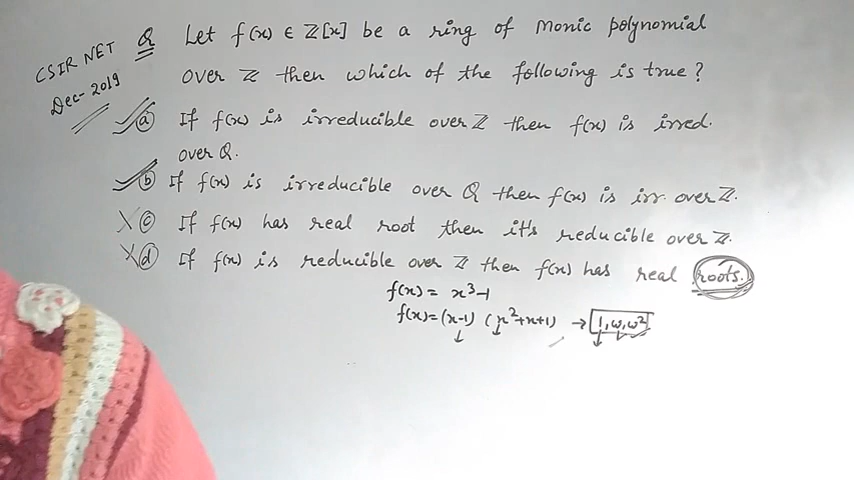 CSIR NET
Dec-2019
Q Let f(x) ∈ ℤ[x] be a ring of Monic polynomial
over ℤ then which of the following is true?
(a) If f(x) is irreducible over ℤ then f(x) is irred.
over Q.
(b) If f(x) is irreducible over Q then f(x) is irr. over ℤ.
(c) If f(x) has real root then it's reducible over ℤ.
(d) If f(x) is reducible over ℤ then f(x) has real roots.
f(x) = x³-1
f(x) = (x-1) (x²+x+1) → 1, ω, ω²